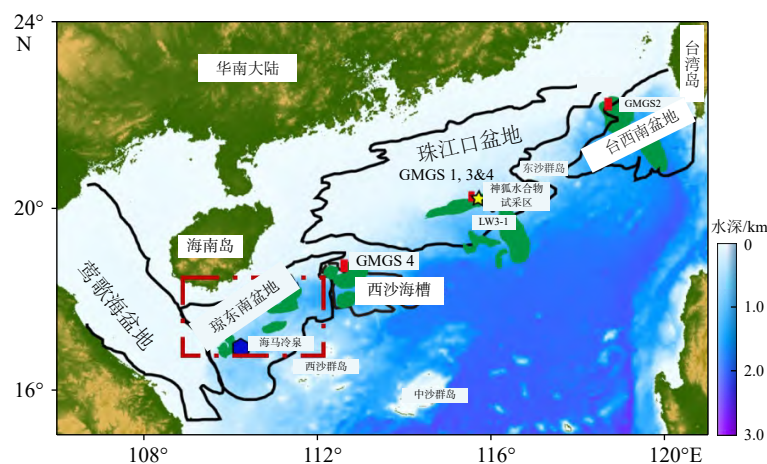 24°
N
台湾岛
华南大陆
GMGS2
台西南盆地
珠江口盆地
东沙群岛
GMGS 1, 3&4
神狐水合物
试采区
20°
LW3-1
水深/km
海南岛
GMGS 4
0
莺歌海盆地
琼东南盆地
西沙海槽
1.0
海马冷泉
西沙群岛
2.0
16°
中沙群岛
3.0
108°
112°
116°
120°E